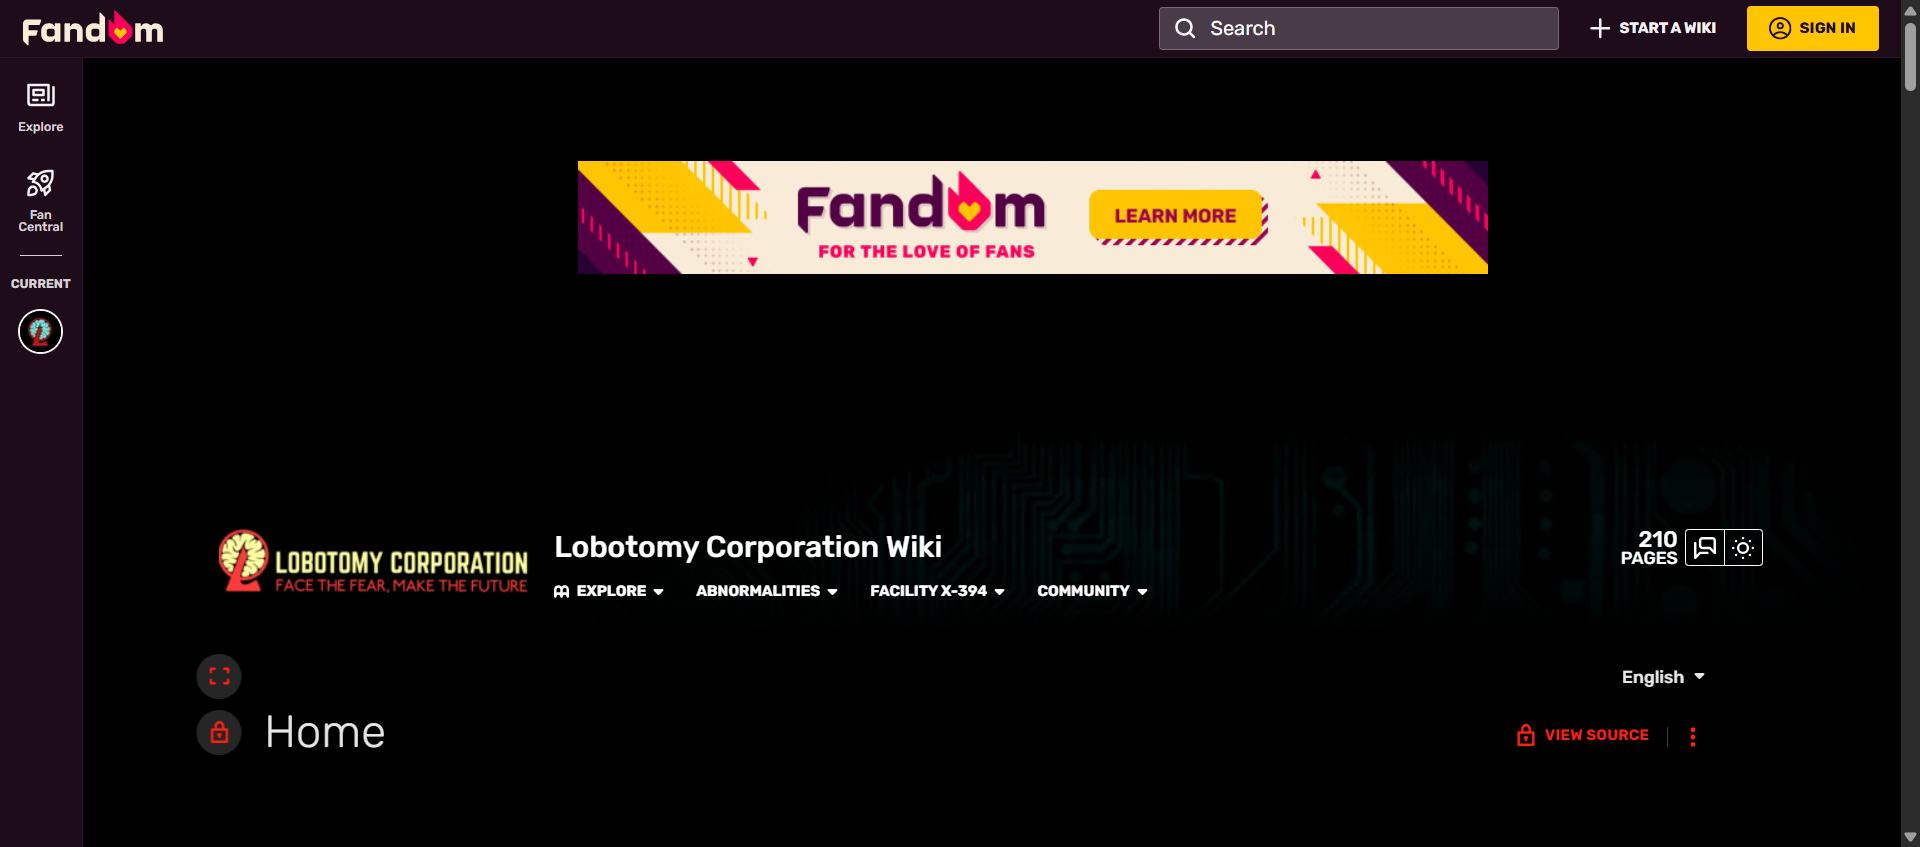 Fandom
Search
START A WIKI
SIGN IN
Explore
Fan
Central
CURRENT
Fandom
FOR THE LOVE OF FANS
LEARN MORE
LOBOTOMY CORPORATION
FACE THE FEAR, MAKE THE FUTURE
Lobotomy Corporation Wiki
EXPLORE
ABNORMALITIES
FACILITY X-394
COMMUNITY
210
PAGES
English
Home
VIEW SOURCE